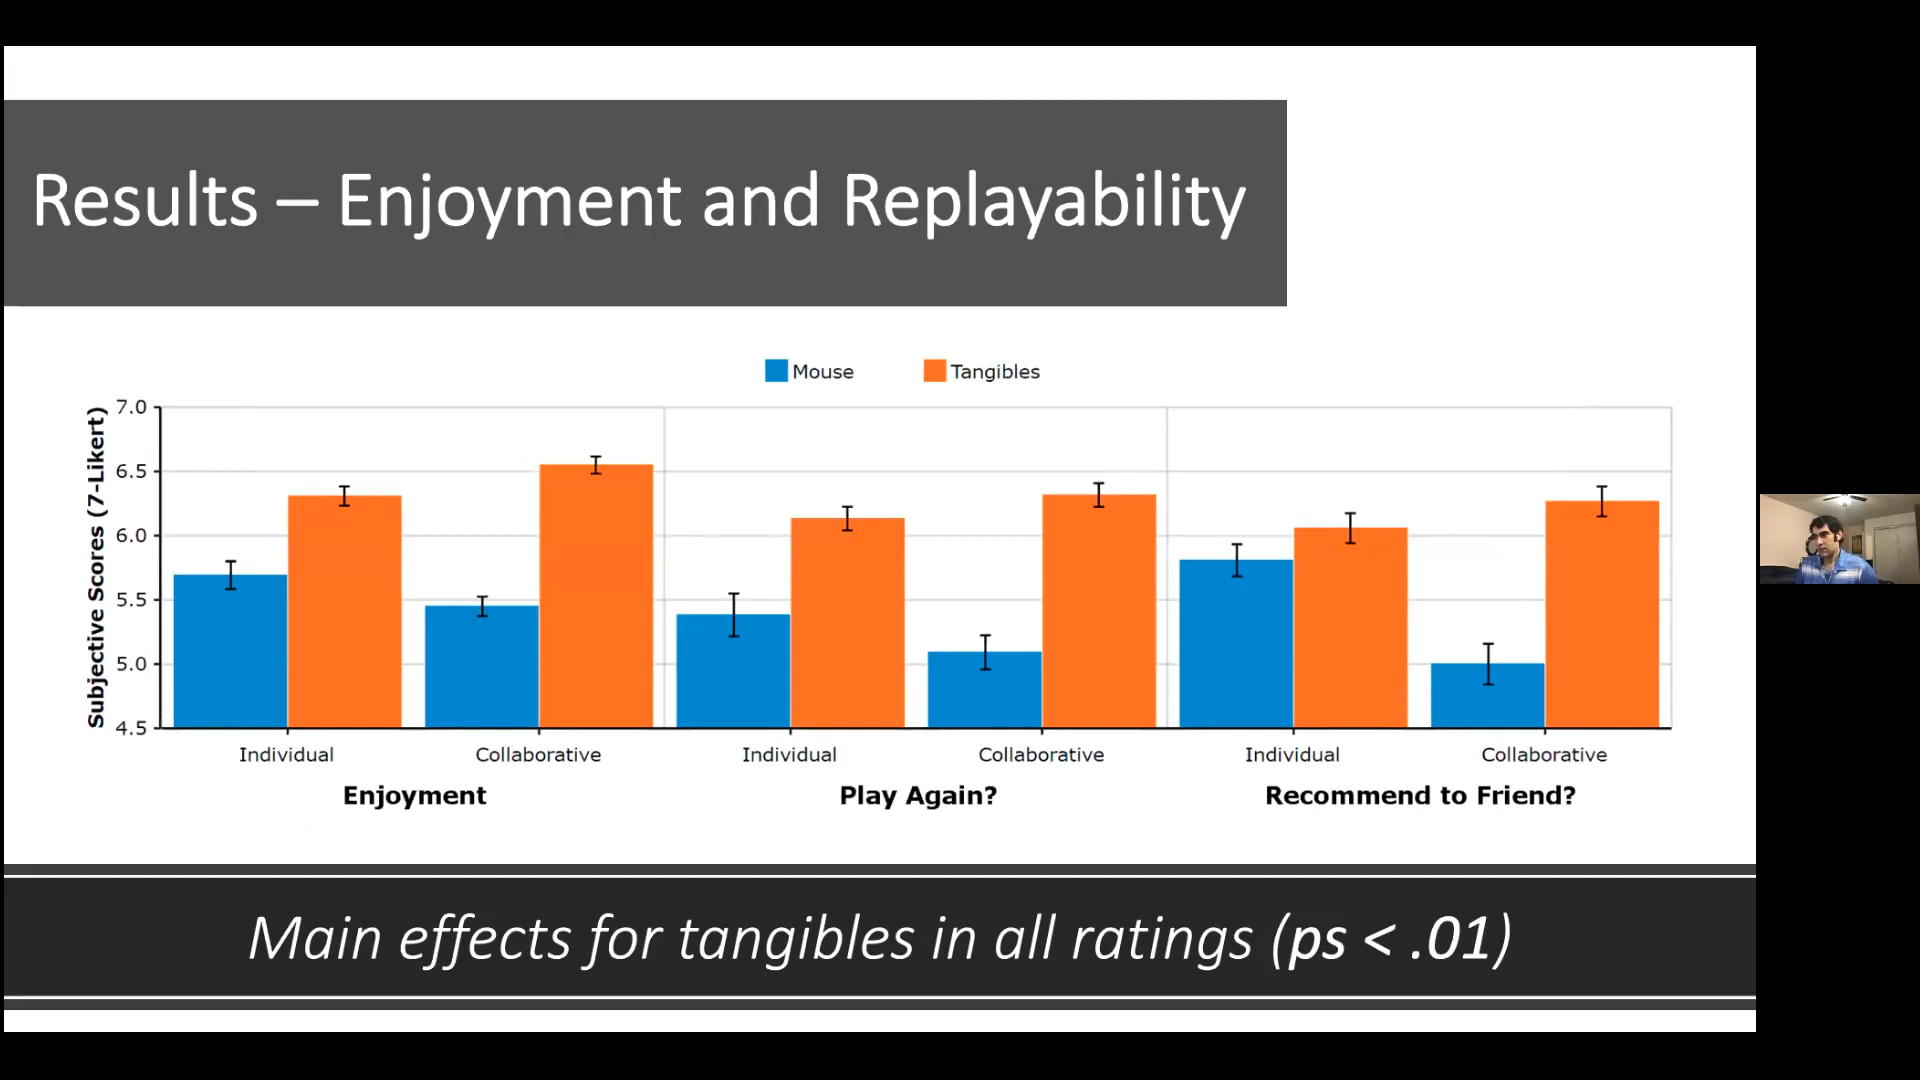 Results – Enjoyment and Replayability
Mouse Tangibles
Subjective Scores (7-Likert)
7.0
6.5
6.0
5.5
5.0
4.5
Individual Collaborative Individual Collaborative Individual Collaborative
Enjoyment Play Again? Recommend to Friend?
Main effects for tangibles in all ratings (ps < .01)